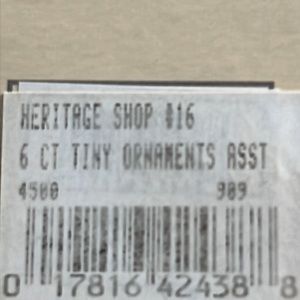 HERITAGE SHOP #16
6 CT TINY ORNAMENTS ASST
4500 909
0 17816 42438 8